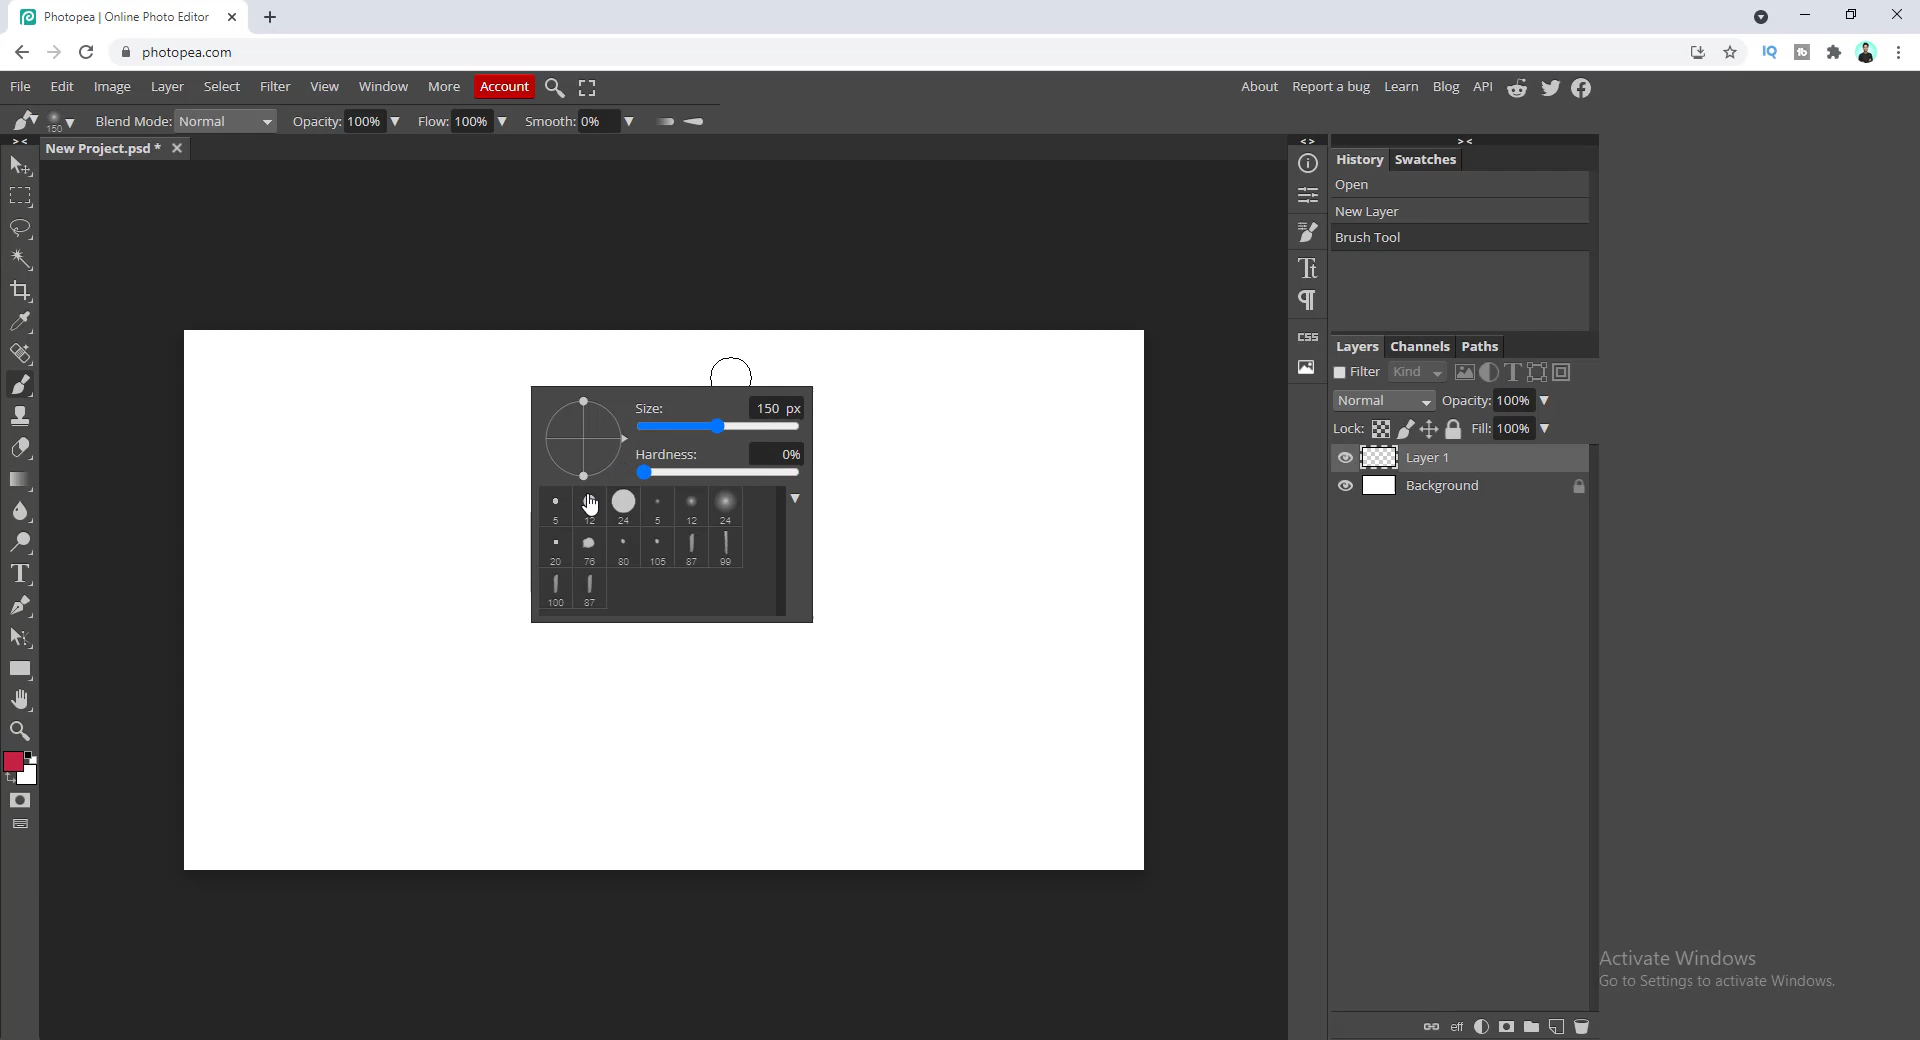 Photopea | Online Photo Editor
photopea.com
File Edit Image Layer Select Filter View Window More Account
About Report a bug Learn Blog API
150 Blend Mode: Normal Opacity: 100% Flow: 100% Smooth: 0%
New Project.psd *
History Swatches
Open
New Layer
Brush Tool
Layers Channels Paths
Filter Kind
Normal Opacity: 100%
Lock: Fill: 100%
Layer 1
Background
Size: 150 px
Hardness: 0%
5 12 24 5 12 24
20 76 80 105 87 99
100 87
CSS
Activate Windows
Go to Settings to activate Windows.
eff